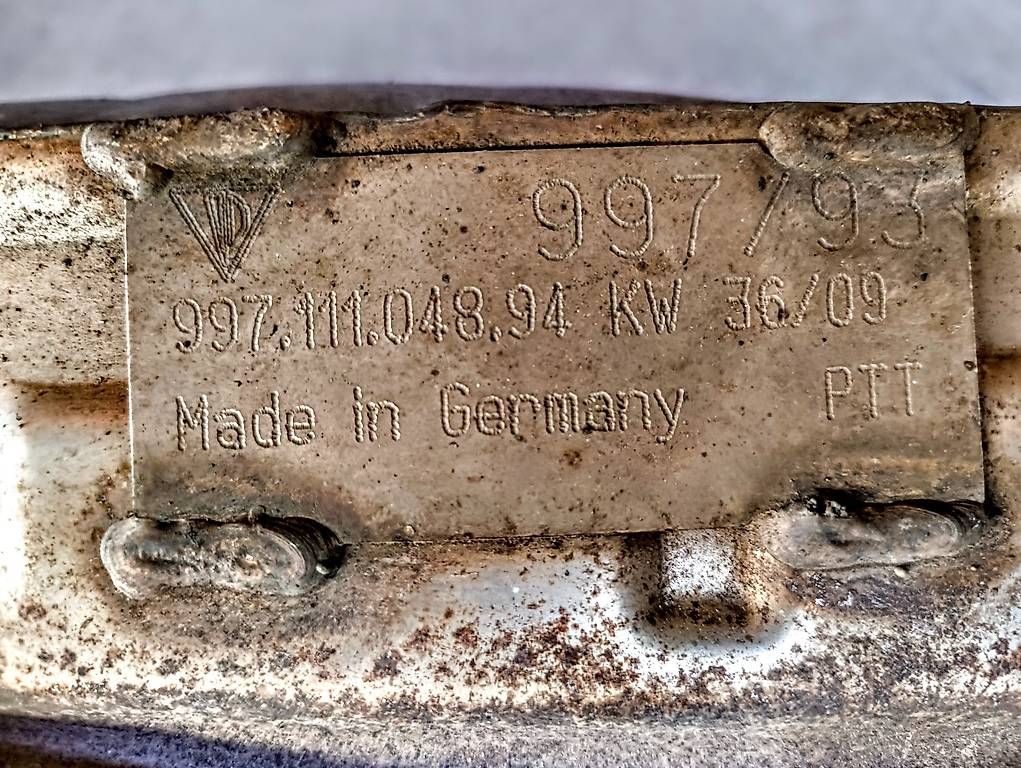 997/93
997.111.048.94 KW 36/09
Made in Germany PTT